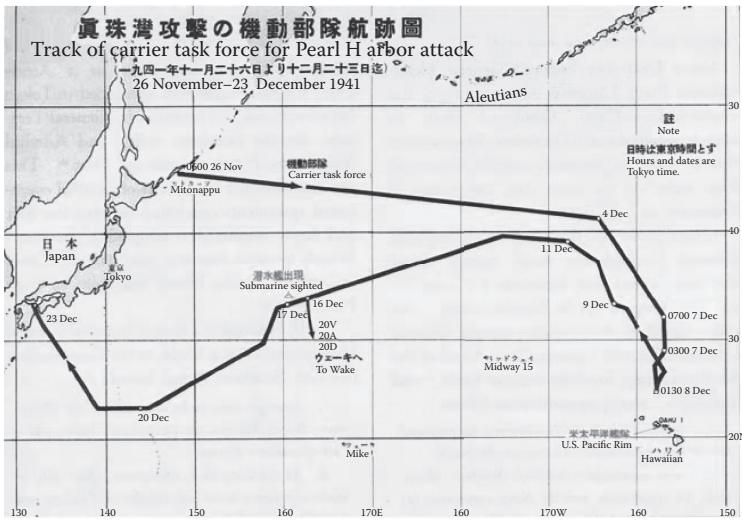 眞珠灣攻擊の機動部隊航跡圖
Track of carrier task force for Pearl H arbor attack
(一九四一年十一月二十六日より十二月二十三日迄)
26 November–23 December 1941
Aleutians
30
註
Note
日時は東京時間とす
Hours and dates are
Tokyo time.
0600 26 Nov
機動部隊
Carrier task force
ヒトカップ
Mitonappu
4 Dec
40
11 Dec
日本
Japan
東京
Tokyo
潜水艦出現
Submarine sighted
16 Dec
17 Dec
9 Dec
0700 7 Dec
23 Dec
20V
20A
20D
30
ウェーキへ
To Wake
ミッドウェイ
Midway 15
0300 7 Dec
0130 8 Dec
20 Dec
OAHU I
米太平洋艦隊
U.S. Pacific Rim
20N
ハワイ
Hawaiian
Mike
130
140
150
160
170E
160
170W
160
150